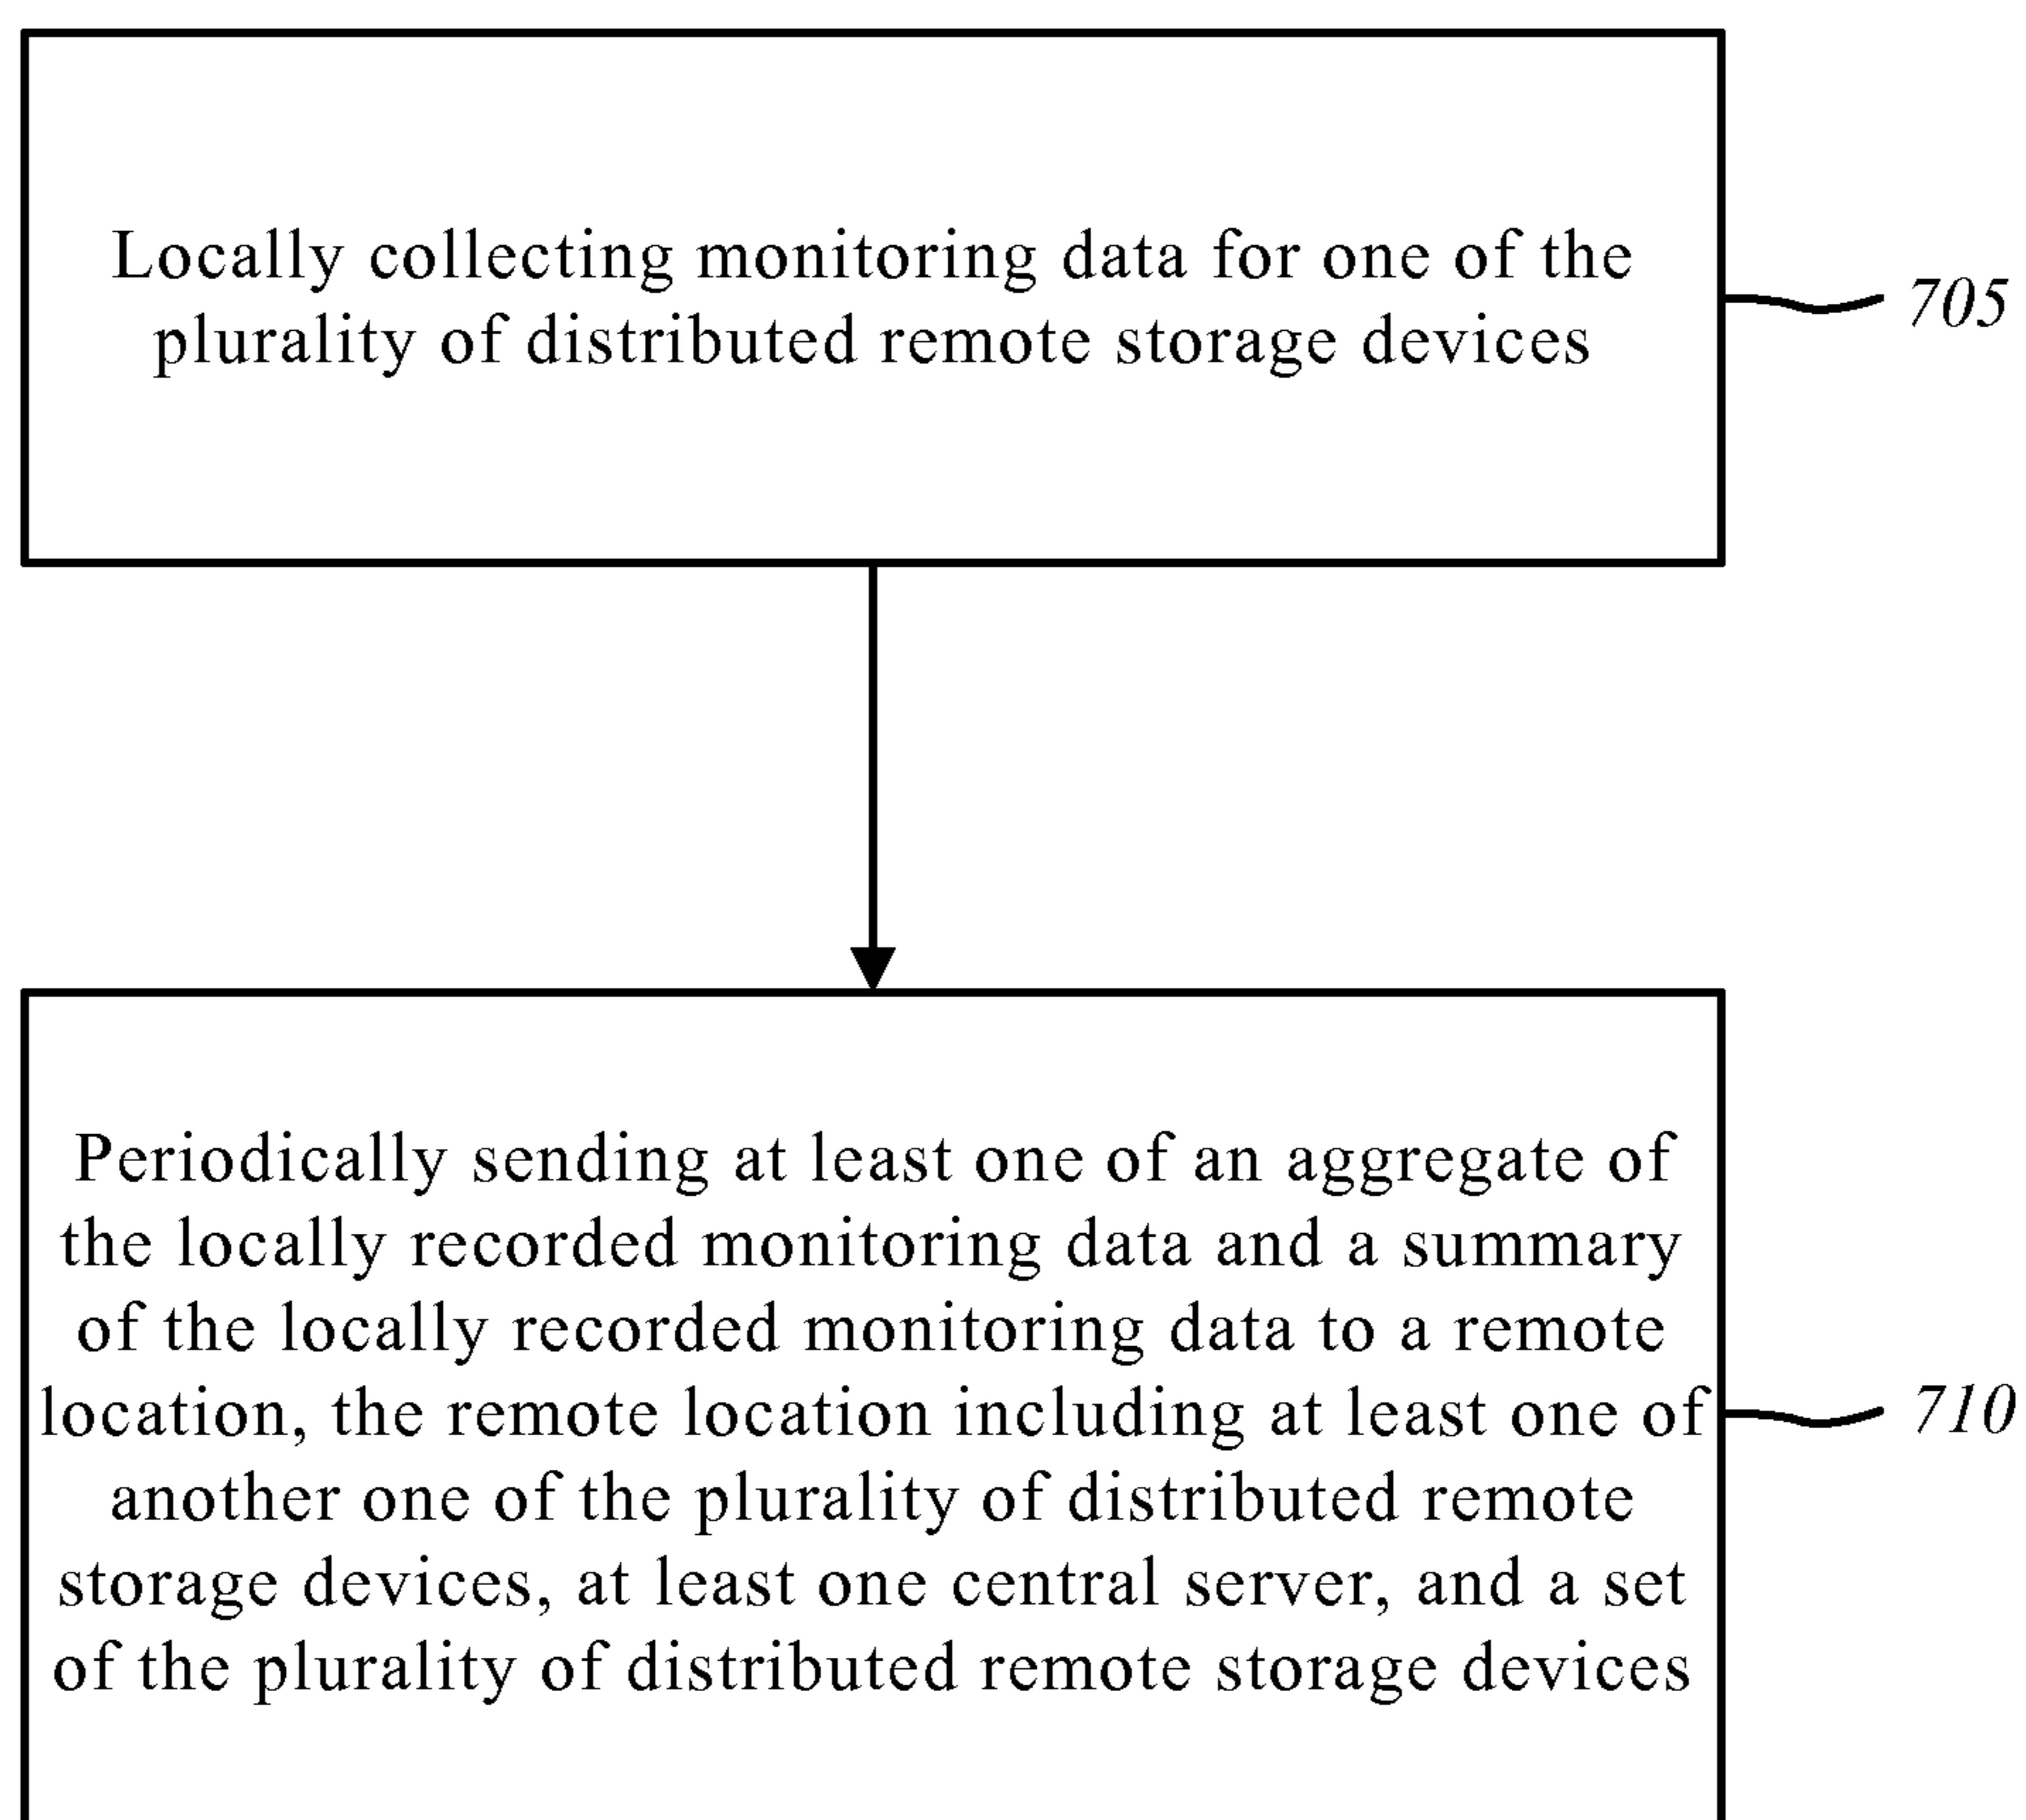 Locally collecting monitoring data for one of the
plurality of distributed remote storage devices
705
Periodically sending at least one of an aggregate of
the locally recorded monitoring data and a summary
of the locally recorded monitoring data to a remote
location, the remote location including at least one of
another one of the plurality of distributed remote
storage devices, at least one central server, and a set
of the plurality of distributed remote storage devices
710